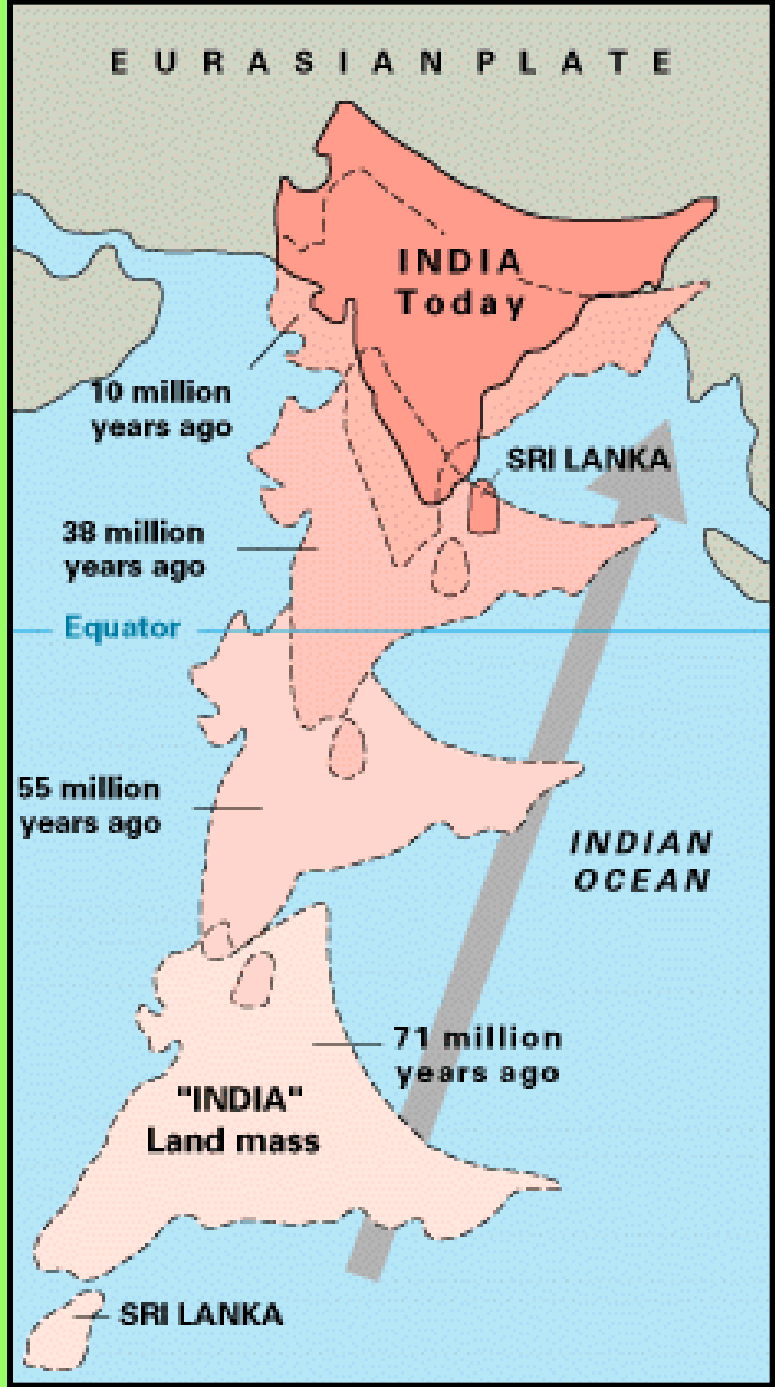 EURASIAN PLATE
INDIA
Today
10 million
years ago
SRI LANKA
38 million
years ago
Equator
55 million
years ago
INDIAN
OCEAN
71 million
years ago
"INDIA"
Land mass
SRI LANKA